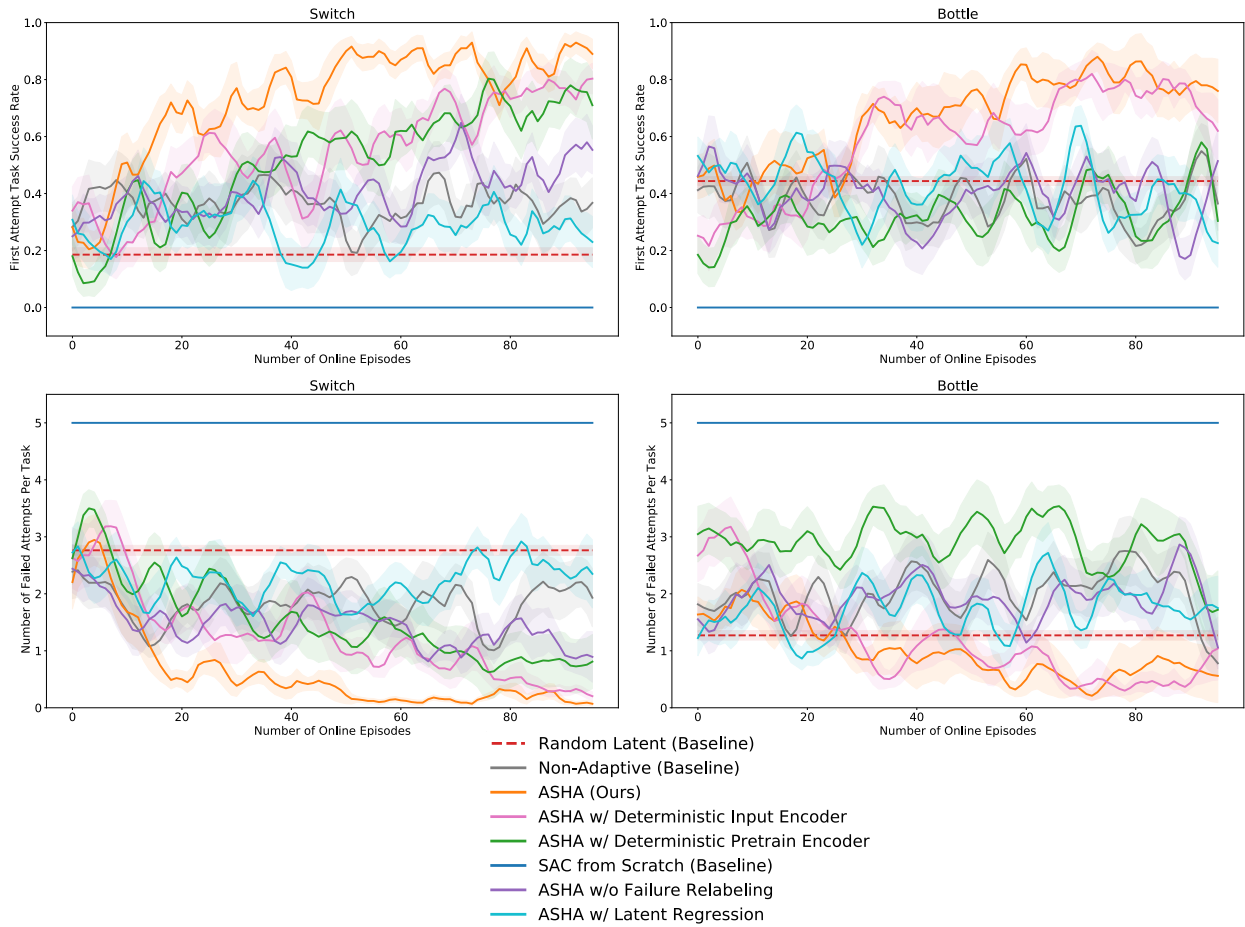 Switch
1.0
0.8
0.6
0.4
0.2
0.0
First Attempt Task Success Rate
0 20 40 60 80
Number of Online Episodes
Bottle
1.0
0.8
0.6
0.4
0.2
0.0
First Attempt Task Success Rate
0 20 40 60 80
Number of Online Episodes
Switch
5
4
3
2
1
0
Number of Failed Attempts Per Task
0 20 40 60 80
Number of Online Episodes
Bottle
5
4
3
2
1
0
Number of Failed Attempts Per Task
0 20 40 60 80
Number of Online Episodes
Random Latent (Baseline)
Non-Adaptive (Baseline)
ASHA (Ours)
ASHA w/ Deterministic Input Encoder
ASHA w/ Deterministic Pretrain Encoder
SAC from Scratch (Baseline)
ASHA w/o Failure Relabeling
ASHA w/ Latent Regression